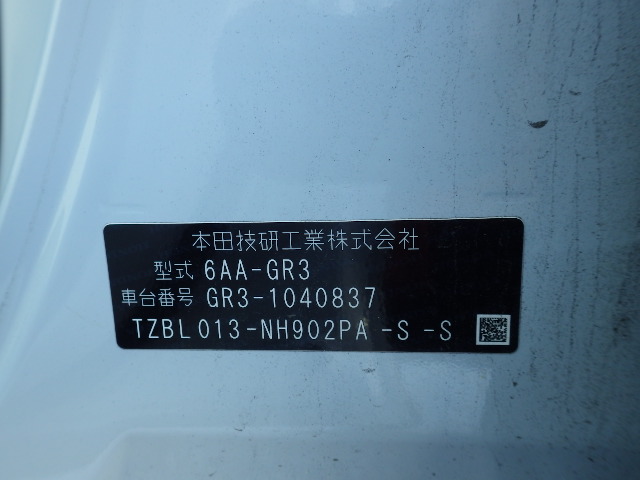 本田技研工業株式会社
型式 6AA-GR3
車台番号 GR3-1040837
TZBL013-NH902PA -S -S